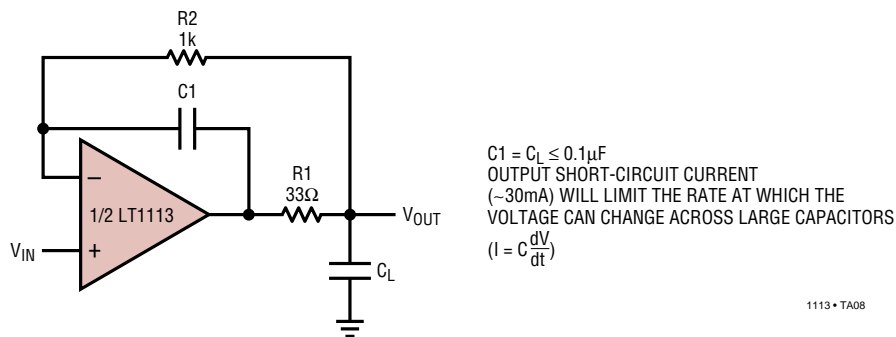 R2
1k
C1
R1
33Ω
–
1/2 LT1113
+
V_IN
V_OUT
C_L
C1 = C_L ≤ 0.1µF
OUTPUT SHORT-CIRCUIT CURRENT
(~30mA) WILL LIMIT THE RATE AT WHICH THE
VOLTAGE CAN CHANGE ACROSS LARGE CAPACITORS
(I = C dV/dt)
1113 • TA08